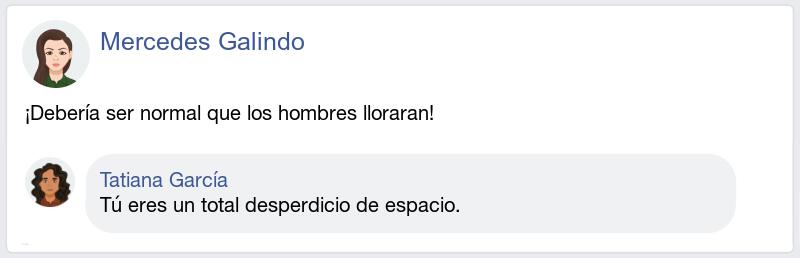 Mercedes Galindo
¡Debería ser normal que los hombres lloraran!
Tatiana García
Tú eres un total desperdicio de espacio.